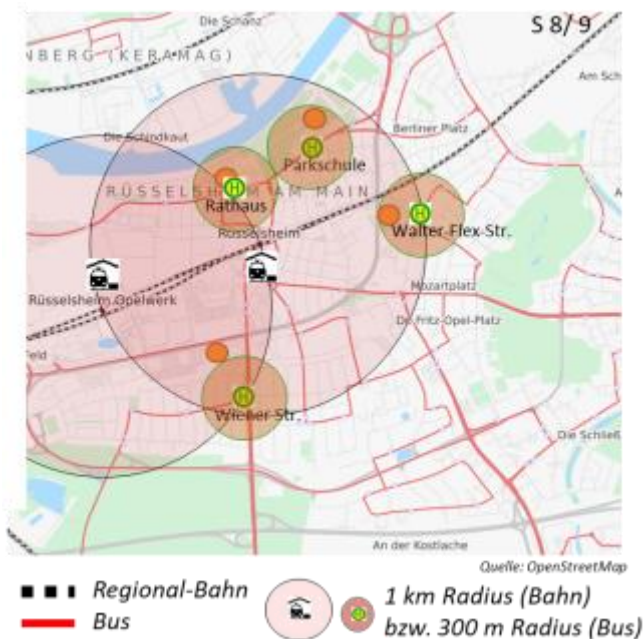 Die Schanz
S 8/ 9
NBERG (KERAMAG)
Am Sch
Die Schindkaut
Berliner Platz
Parkschule
RÜSSELSHEIM AM MAIN
Rathaus
Rüsselsheim
Walter-Flex-Str.
Rüsselsheim Opelwerk
Mozartplatz
Dr.-Fritz-Opel-Platz
feld
Wiener Str.
Die Schließ
An der Kostlache
Quelle: OpenStreetMap
Regional-Bahn
Bus
1 km Radius (Bahn)
bzw. 300 m Radius (Bus)
H
H
H
H
H